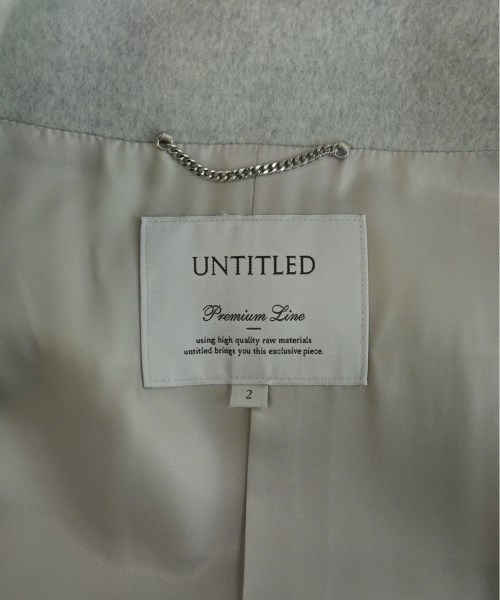 UNTITLED
Premium Line
using high quality raw materials
untitled brings you this exclusive piece.
2